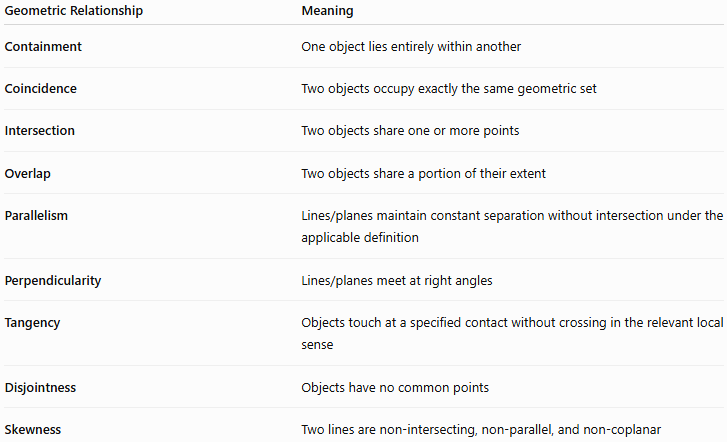 Geometric Relationship Meaning
Containment One object lies entirely within another
Coincidence Two objects occupy exactly the same geometric set
Intersection Two objects share one or more points
Overlap Two objects share a portion of their extent
Parallelism Lines/planes maintain constant separation without intersection under the
applicable definition
Perpendicularity Lines/planes meet at right angles
Tangency Objects touch at a specified contact without crossing in the relevant local
sense
Disjointness Objects have no common points
Skewness Two lines are non-intersecting, non-parallel, and non-coplanar